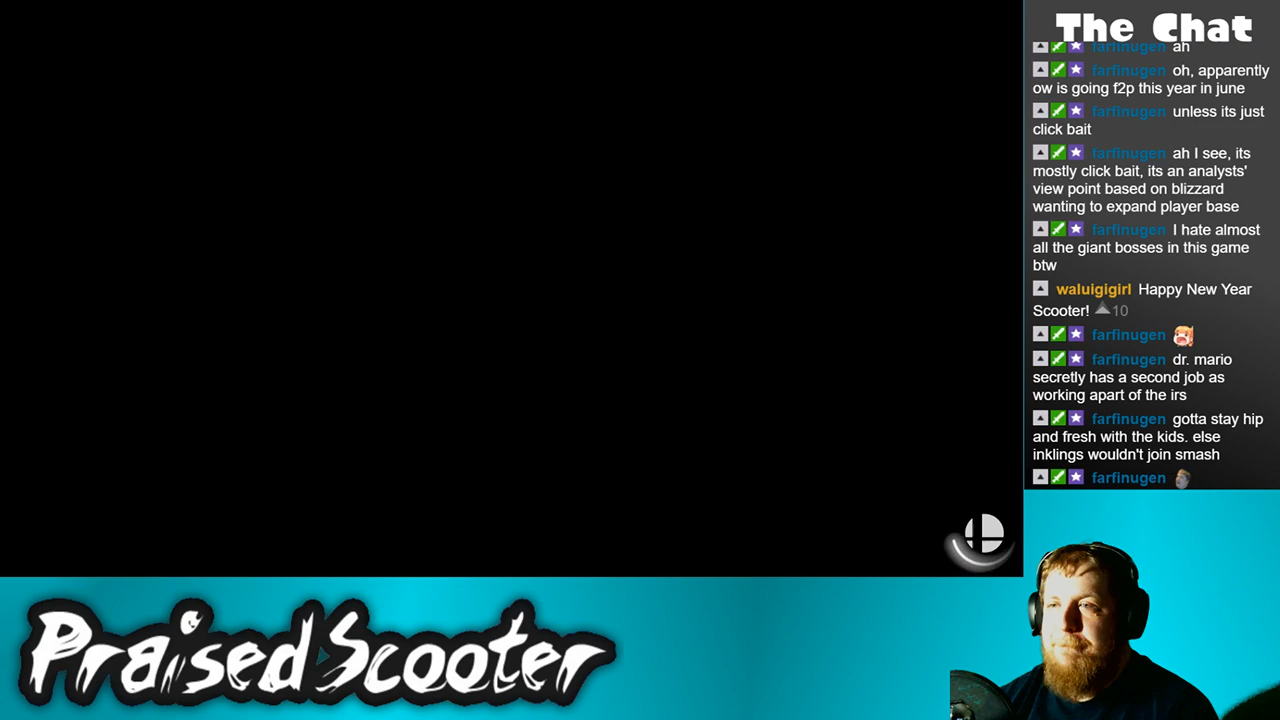 The Chat
farfinugen ah
farfinugen oh, apparently
ow is going f2p this year in june
farfinugen unless its just
click bait
farfinugen ah I see, its
mostly click bait, its an analysts'
view point based on blizzard
wanting to expand player base
farfinugen I hate almost
all the giant bosses in this game
btw
waluigigirl Happy New Year
Scooter! 10
farfinugen
farfinugen dr. mario
secretly has a second job as
working apart of the irs
farfinugen gotta stay hip
and fresh with the kids. else
inklings wouldn't join smash
farfinugen
PraisedScooter